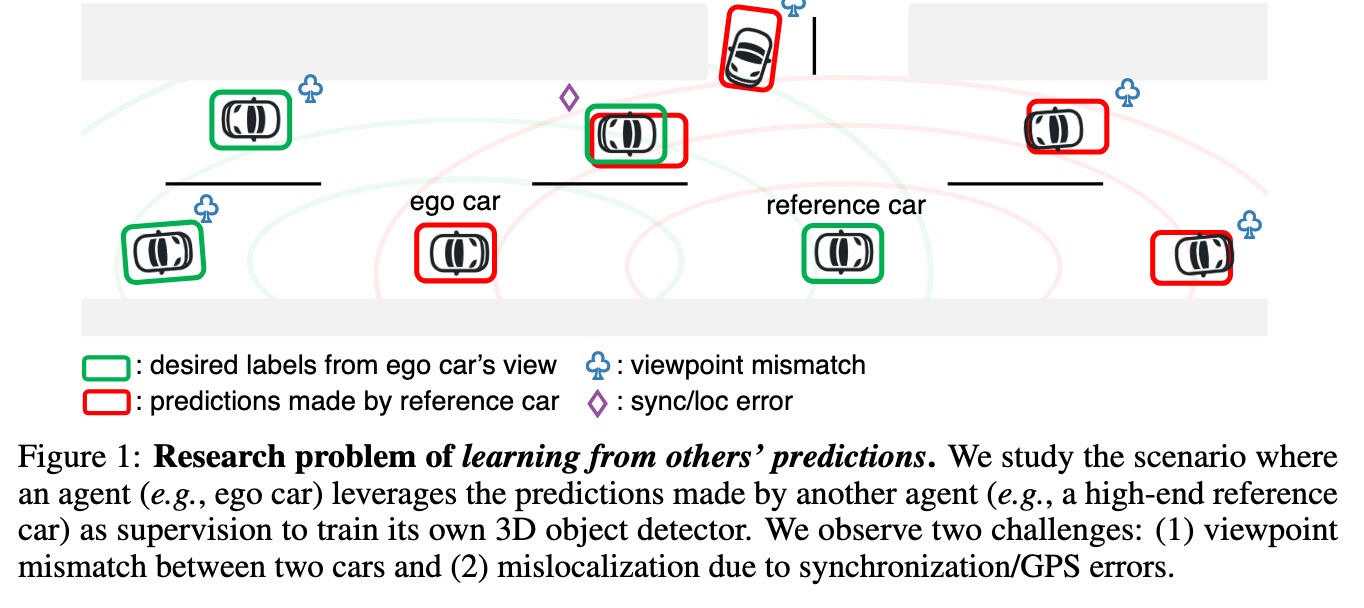 ego car
reference car
: desired labels from ego car’s view
: viewpoint mismatch
: predictions made by reference car
: sync/loc error
Figure 1: Research problem of learning from others’ predictions. We study the scenario where
an agent (e.g., ego car) leverages the predictions made by another agent (e.g., a high-end reference
car) as supervision to train its own 3D object detector. We observe two challenges: (1) viewpoint
mismatch between two cars and (2) mislocalization due to synchronization/GPS errors.